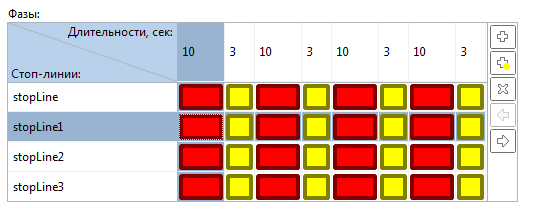 Фазы:
Длительности, сек:
Стоп-линии:
10 3 10 3 10 3 10 3
stopLine
stopLine1
stopLine2
stopLine3